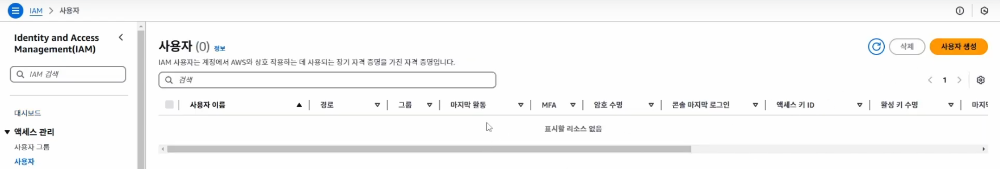 IAM > 사용자
Identity and Access
Management(IAM)
IAM 검색
대시보드
액세스 관리
사용자 그룹
사용자
사용자 (0) 정보
삭제
사용자 생성
IAM 사용자는 계정에서 AWS와 상호 작용하는 데 사용되는 장기 자격 증명을 가진 자격 증명입니다.
검색
1
사용자 이름 경로 그룹 마지막 활동 MFA 암호 수명 콘솔 마지막 로그인 액세스 키 ID 활성 키 수명
표시할 리소스 없음